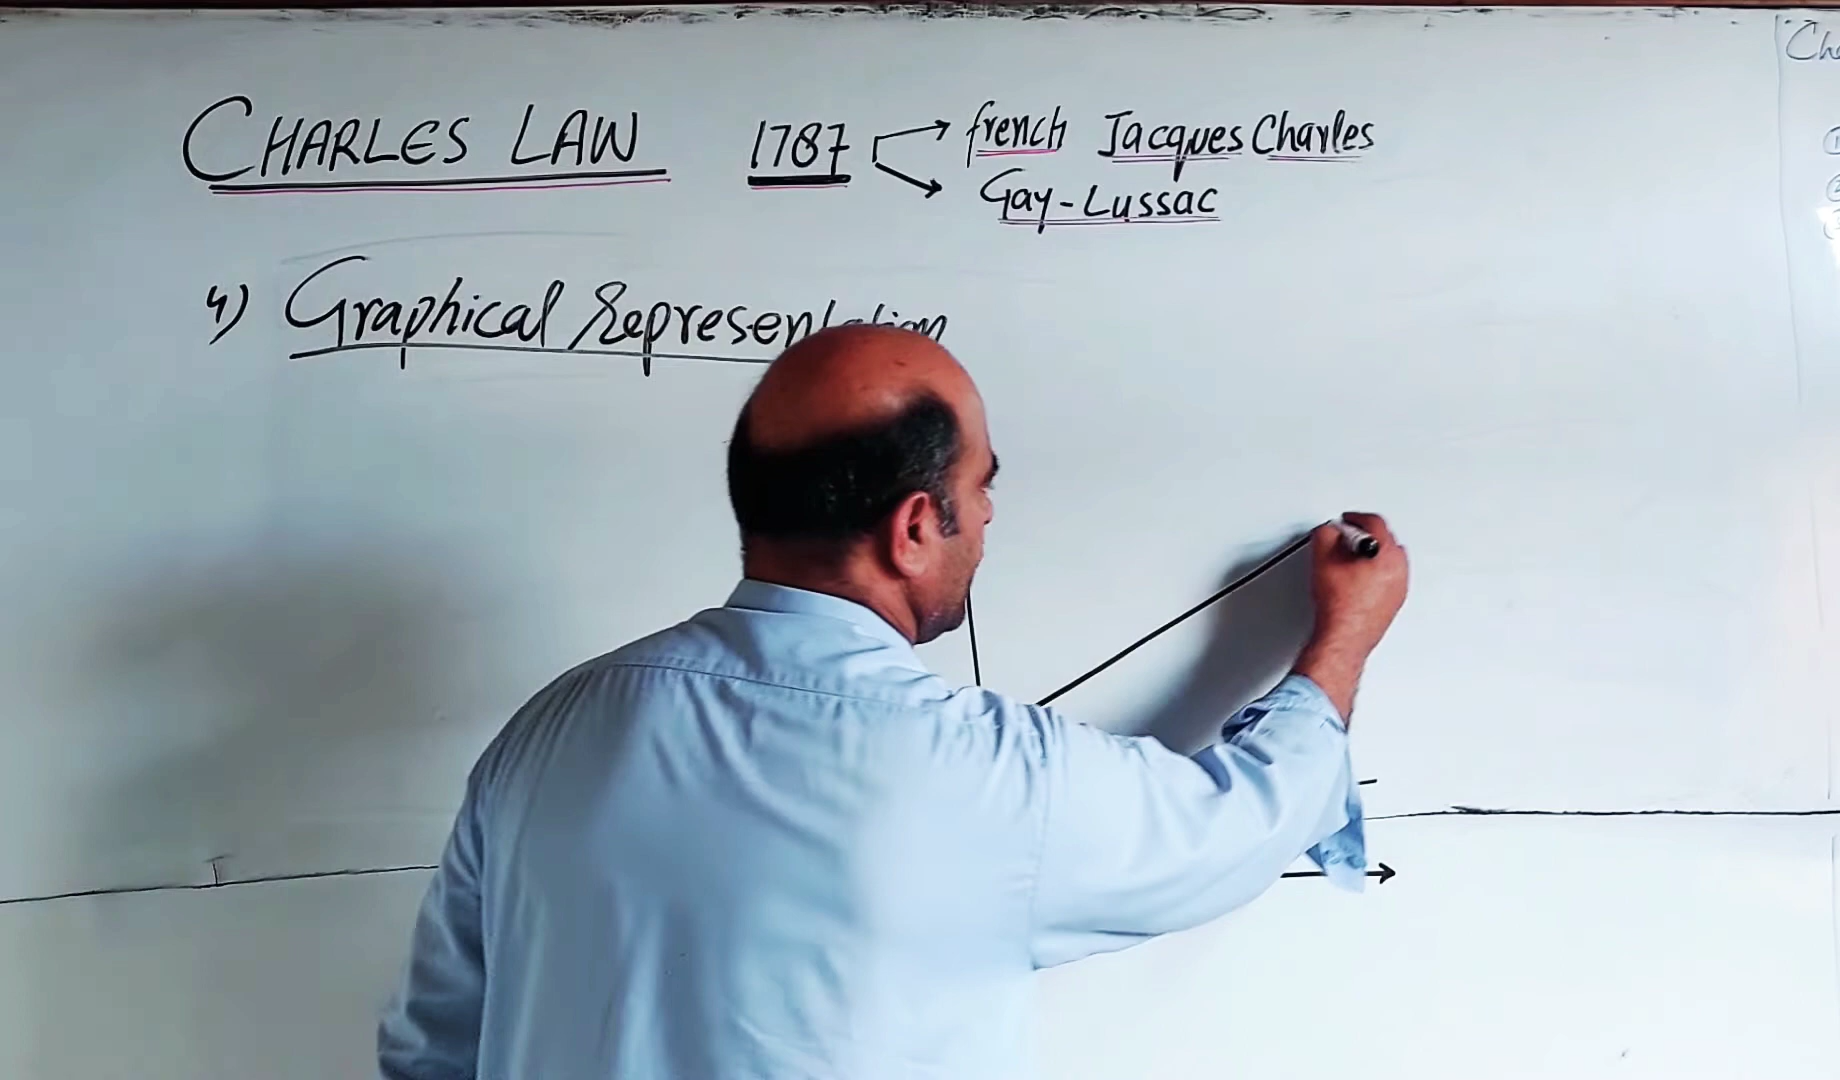 CHARLES LAW 1787 french Jacques Charles
Gay-Lussac
4) Graphical Representation